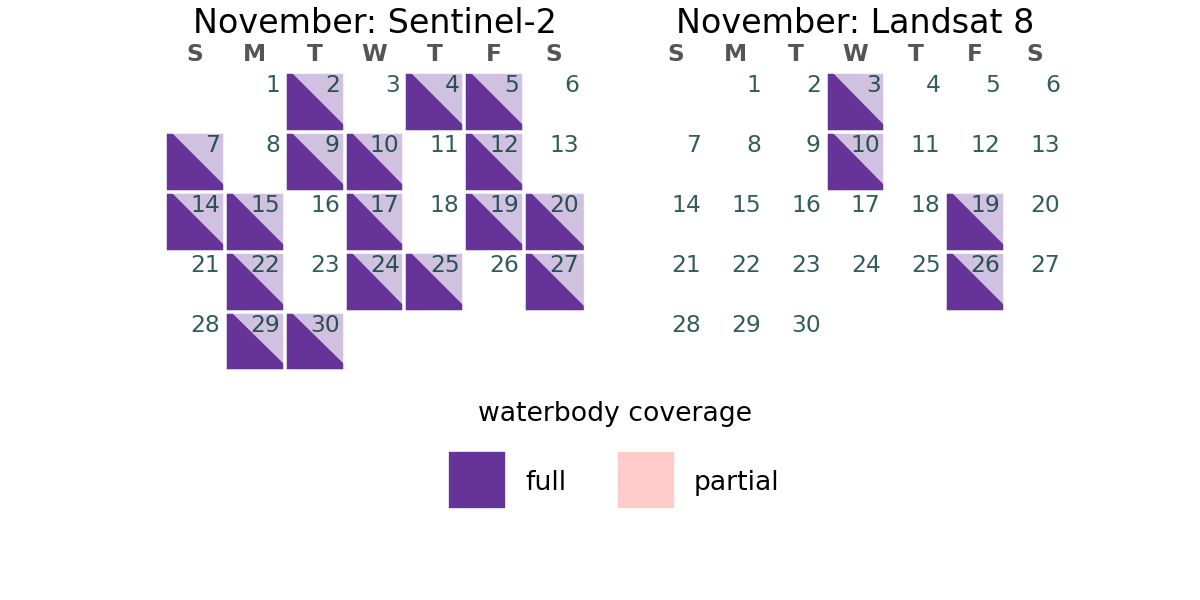 November: Sentinel-2
S M T W T F S
1 2 3 4 5 6
7 8 9 10 11 12 13
14 15 16 17 18 19 20
21 22 23 24 25 26 27
28 29 30
November: Landsat 8
S M T W T F S
1 2 3 4 5 6
7 8 9 10 11 12 13
14 15 16 17 18 19 20
21 22 23 24 25 26 27
28 29 30
waterbody coverage
full partial